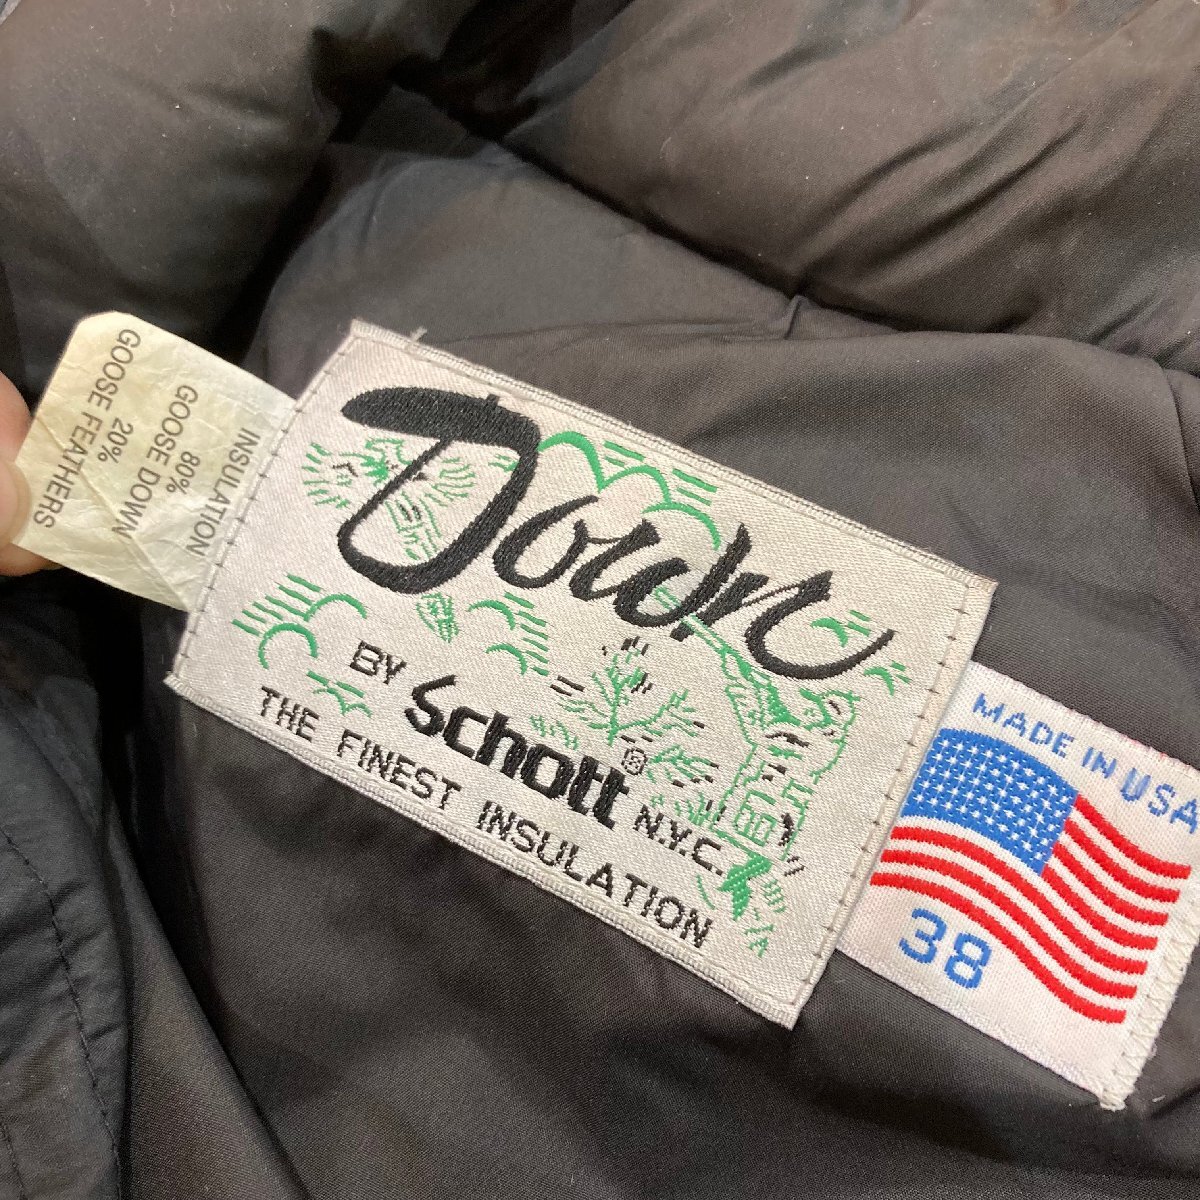 INSULATION
80%
GOOSE DOWN
20%
GOOSE FEATHERS
Down
BY Schott® N.Y.C.
THE FINEST INSULATION
MADE IN USA
38